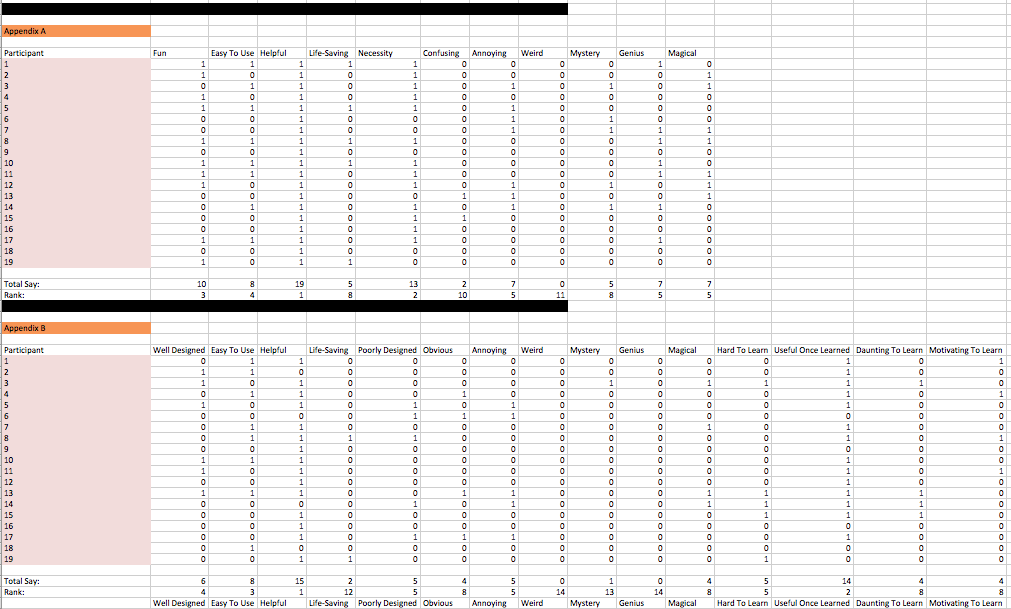 Appendix A
Participant Fun Easy To Use Helpful Life-Saving Necessity Confusing Annoying Weird Mystery Genius Magical
1 1 1 1 1 1 0 0 0 0 1 0
2 1 0 1 0 1 0 0 0 0 0 1
3 0 1 1 0 1 0 1 0 1 0 1
4 1 0 1 0 1 0 1 0 0 0 0
5 1 1 1 1 1 0 1 0 0 0 0
6 0 0 1 0 0 0 1 0 1 0 0
7 0 0 1 0 0 0 1 0 1 1 1
8 1 1 1 1 1 0 0 0 0 1 1
9 0 0 1 0 0 0 0 0 0 0 0
10 1 1 1 1 1 0 0 0 0 1 0
11 1 1 1 0 1 0 0 0 0 1 1
12 1 0 1 0 1 0 1 0 1 0 1
13 0 0 1 0 0 1 1 0 0 0 1
14 0 1 1 0 1 0 1 0 1 1 0
15 0 0 1 0 1 1 0 0 0 0 0
16 0 0 1 0 1 0 0 0 0 0 0
17 1 1 1 0 1 0 0 0 0 1 0
18 0 0 1 0 0 0 0 0 0 0 0
19 1 0 1 1 0 0 0 0 0 0 0
Total Say: 10 8 19 5 13 2 7 0 5 7 7
Rank: 3 4 1 8 2 10 5 11 8 5 5
Appendix B
Participant Well Designed Easy To Use Helpful Life-Saving Poorly Designed Obvious Annoying Weird Mystery Genius Magical Hard To Learn Useful Once Learned Daunting To Learn Motivating To Learn
1 0 1 1 0 0 0 0 0 0 0 0 0 1 0 1
2 1 1 0 0 0 0 0 0 0 0 0 0 1 0 0
3 1 0 1 0 0 0 0 0 1 0 1 1 1 1 0
4 0 1 1 0 0 1 0 0 0 0 0 0 1 1 1
5 1 0 1 0 1 0 1 0 0 0 0 0 1 0 0
6 0 0 0 0 1 1 1 0 0 0 0 0 0 0 0
7 0 1 1 0 0 0 0 0 0 0 1 0 1 0 0
8 0 1 1 1 1 0 0 0 0 0 0 0 1 0 1
9 0 0 1 0 0 0 0 0 0 0 0 0 0 0 0
10 1 1 1 0 0 0 0 0 0 0 0 0 1 0 0
11 1 0 1 0 0 0 0 0 0 0 0 0 1 0 1
12 0 0 1 0 0 0 0 0 0 0 0 0 0 0 0
13 1 1 1 0 0 1 1 0 0 0 1 1 1 1 0
14 0 0 0 0 1 0 1 0 0 0 1 1 1 1 0
15 0 0 1 0 0 0 0 0 0 0 0 1 1 1 0
16 0 0 1 0 0 0 0 0 0 0 0 0 0 0 0
17 0 0 1 0 1 1 1 0 0 0 0 0 1 0 0
18 0 1 0 0 0 0 0 0 0 0 0 0 0 0 0
19 0 0 1 1 0 0 0 0 0 0 0 1 0 0 0
Total Say: 6 8 15 2 5 4 5 0 1 0 4 5 14 4 4
Rank: 4 3 1 12 5 8 5 14 13 14 8 5 2 8 8
Well Designed Easy To Use Helpful Life-Saving Poorly Designed Obvious Annoying Weird Mystery Genius Magical Hard To Learn Useful Once Learned Daunting To Learn Motivating To Learn